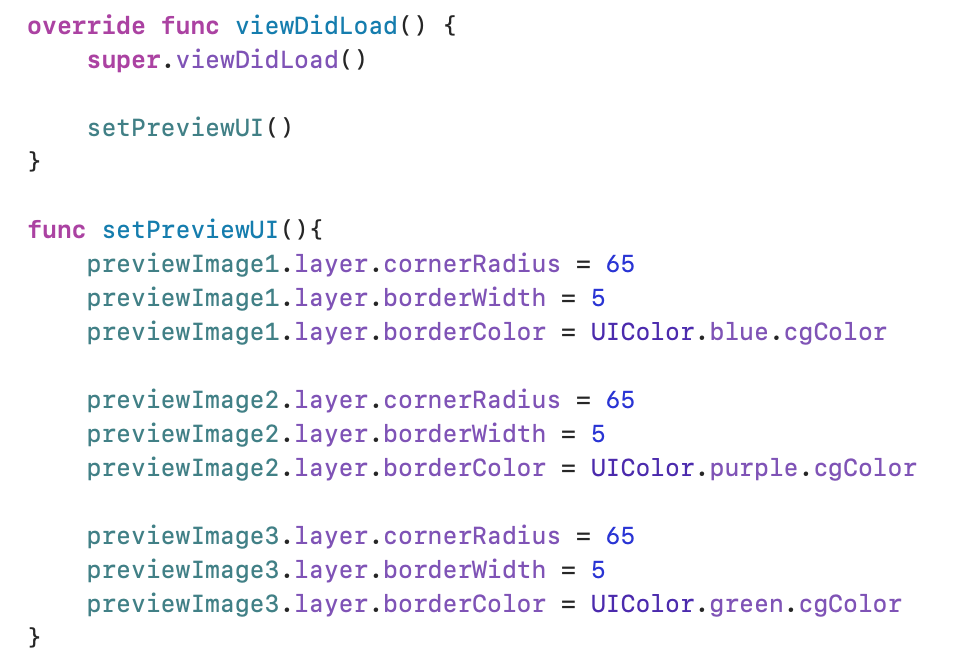 override func viewDidLoad() {
    super.viewDidLoad()

    setPreviewUI()
}

func setPreviewUI(){
    previewImage1.layer.cornerRadius = 65
    previewImage1.layer.borderWidth = 5
    previewImage1.layer.borderColor = UIColor.blue.cgColor

    previewImage2.layer.cornerRadius = 65
    previewImage2.layer.borderWidth = 5
    previewImage2.layer.borderColor = UIColor.purple.cgColor

    previewImage3.layer.cornerRadius = 65
    previewImage3.layer.borderWidth = 5
    previewImage3.layer.borderColor = UIColor.green.cgColor
}